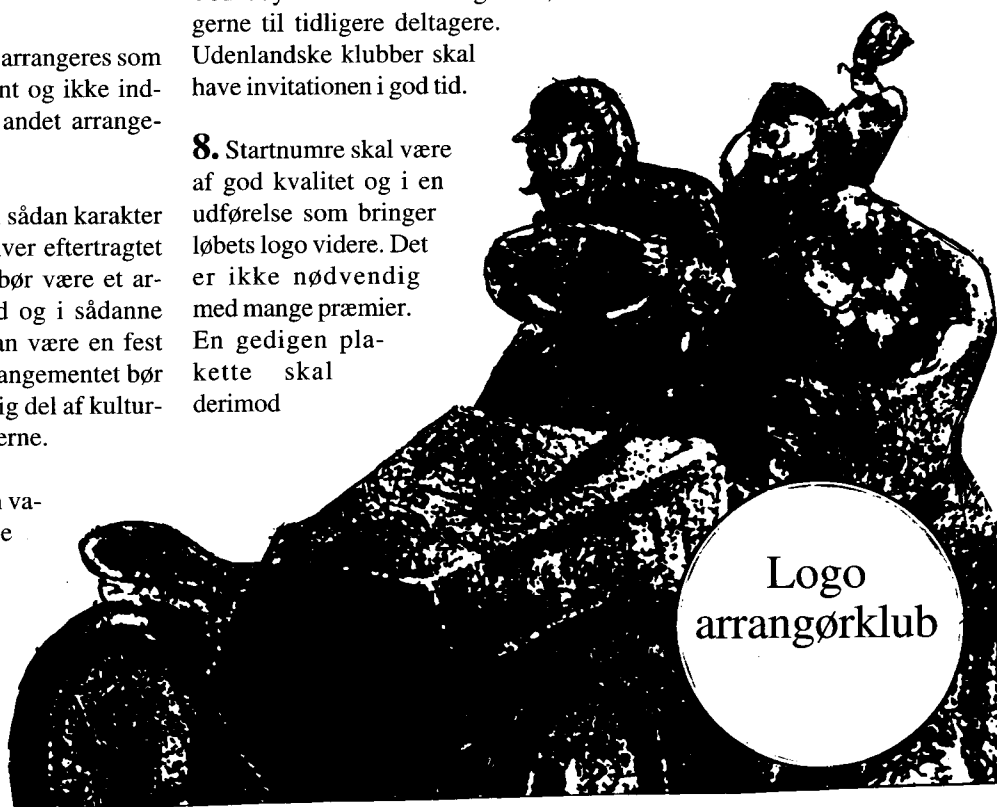 arrangeres som
nt og ikke ind-
andet arrange-
sådan karakter
ver eftertragtet
bør være et ar-
d og i sådanne
an være en fest
angementet bør
ig del af kultur-
erne.
va-
e
gerne til tidligere deltagere.
Udenlandske klubber skal
have invitationen i god tid.
8. Startnumre skal være
af god kvalitet og i en
udførelse som bringer
løbets logo videre. Det
er ikke nødvendig
med mange præmier.
En gedigen pla-
kette skal
derimod
Logo
arrangørklub